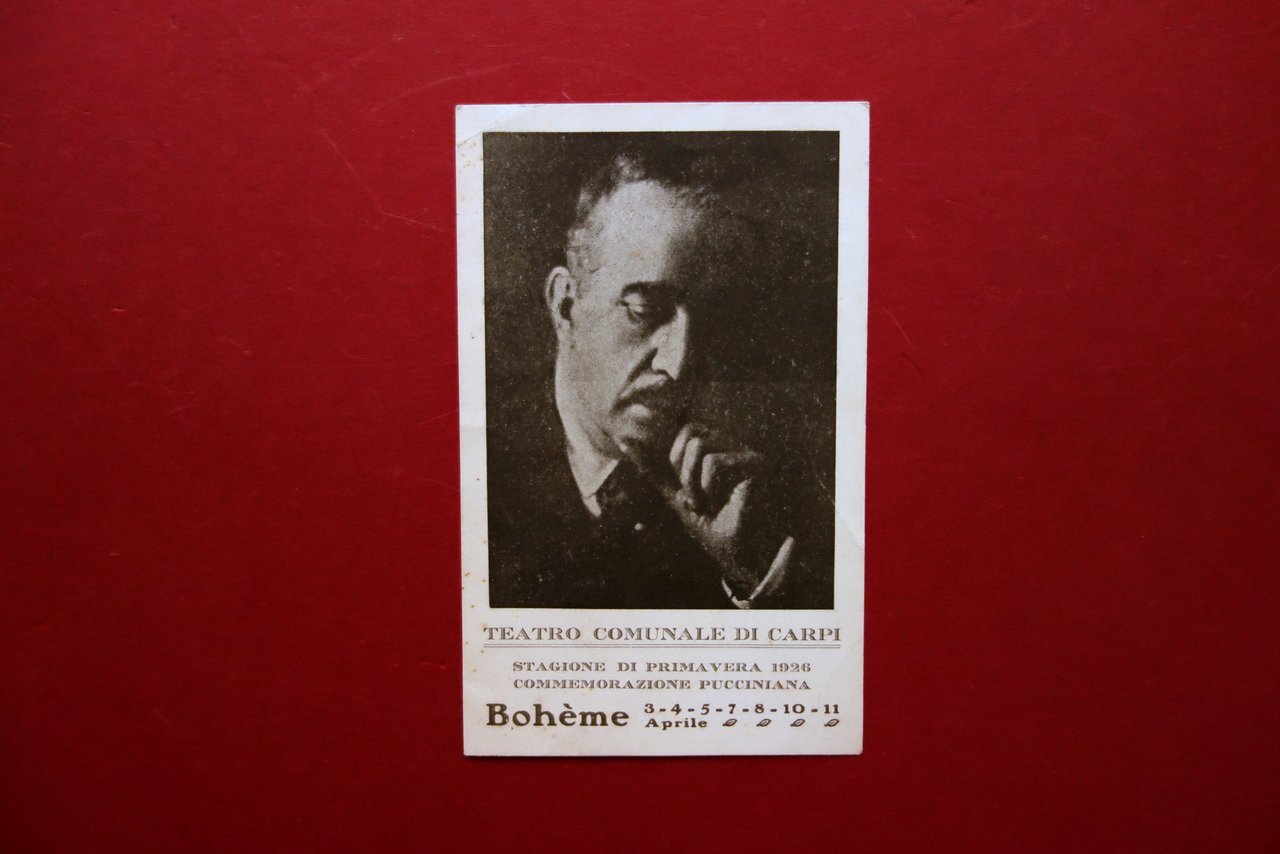 TEATRO COMUNALE DI CARPI
STAGIONE DI PRIMAVERA 1926
COMMEMORAZIONE PUCCINIANA
Bohème 3-4-5-7-8-10-11
Aprile